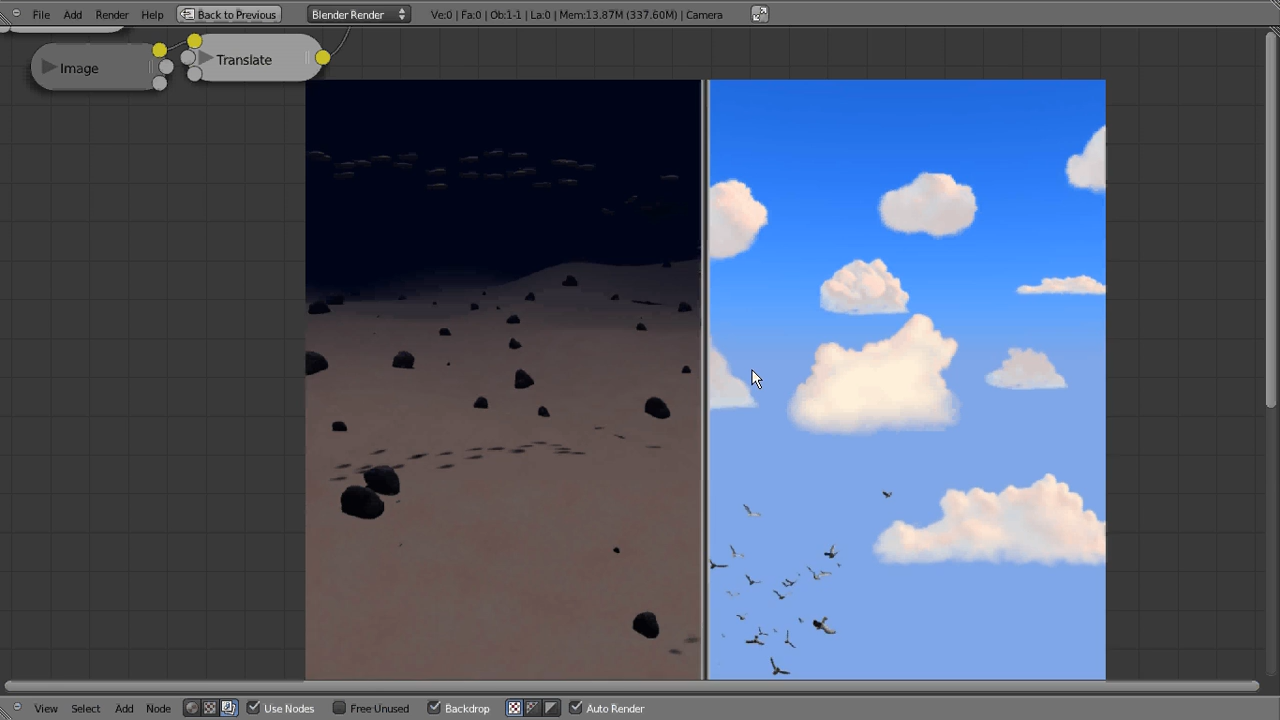 File Add Render Help Back to Previous Blender Render Ve:0 | Fa:0 | Ob:1-1 | La:0 | Mem:13.87M (337.60M) | Camera
Image
Translate
View Select Add Node Use Nodes Free Unused Backdrop Auto Render